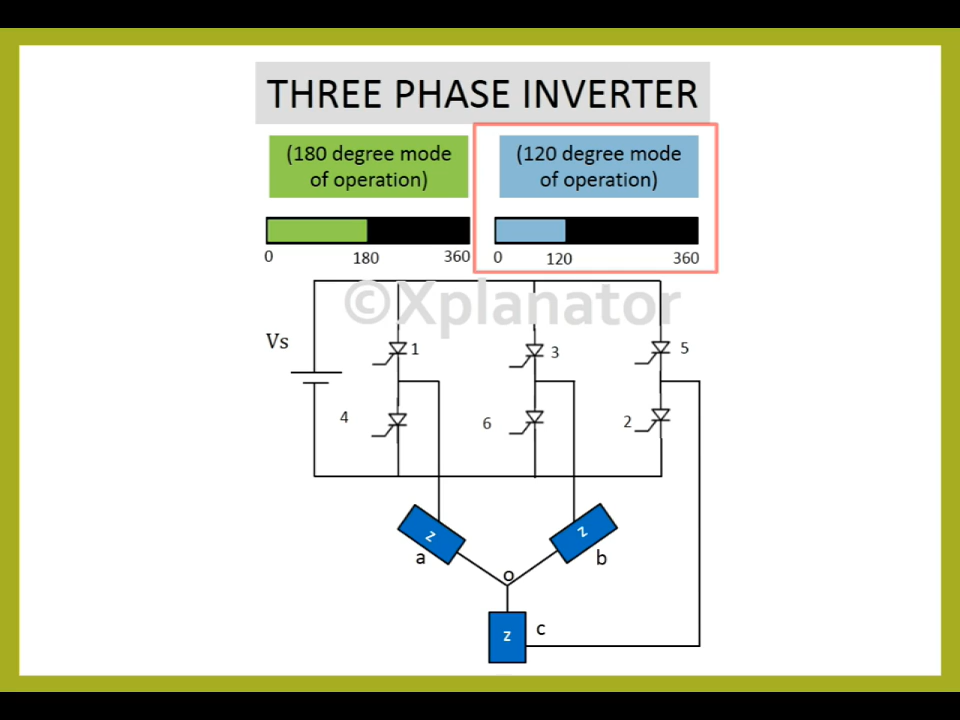 THREE PHASE INVERTER
(180 degree mode
of operation)
(120 degree mode
of operation)
0 180 360
0 120 360
©Xplanator
Vs
1
3
5
4
6
2
z
z
a
b
o
z
c